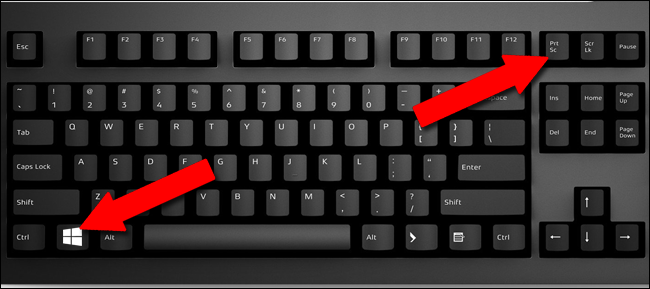 Esc F1 F2 F3 F4 F5 F6 F7 F8 F9 F10 F11 F12 Prt Sc Scr Lk Pause
~ ` ! 1 @ 2 # 3 $ 4 % 5 ^ 6 & 7 * 8 ( 9 ) 0 - Ins Home Page Up
Tab Q W E R T Y U I O P { [ } ] | \ Del End Page Down
Caps Lock A S D F G H J K L : ; " Enter
Shift Z V B N M < , > . ? / Shift
Ctrl Alt Alt Ctrl